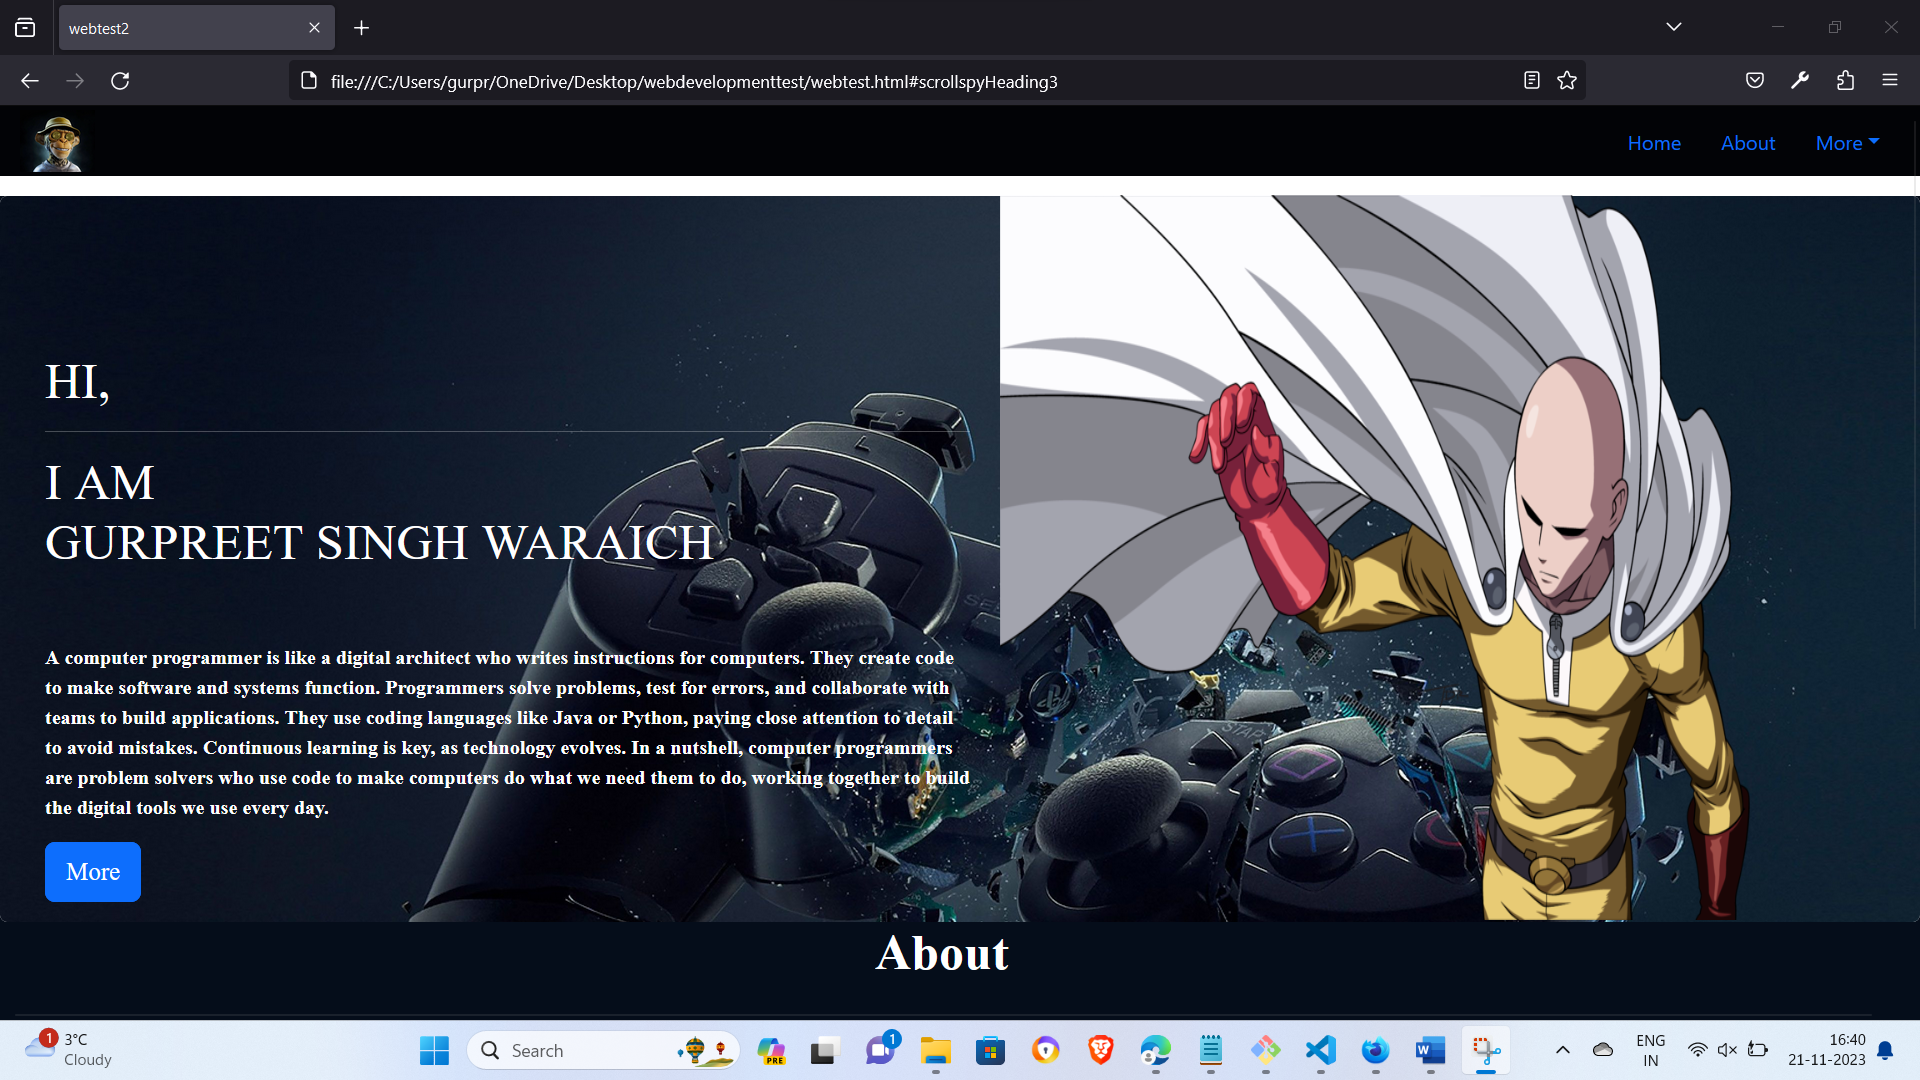 webtest2
file:///C:/Users/gurpr/OneDrive/Desktop/webdevelopmenttest/webtest.html#scrollspyHeading3
Home About More
HI,
I AM
GURPREET SINGH WARAICH
A computer programmer is like a digital architect who writes instructions for computers. They create code
to make software and systems function. Programmers solve problems, test for errors, and collaborate with
teams to build applications. They use coding languages like Java or Python, paying close attention to detail
to avoid mistakes. Continuous learning is key, as technology evolves. In a nutshell, computer programmers
are problem solvers who use code to make computers do what we need them to do, working together to build
the digital tools we use every day.
More
L
START
About
1
3°C
Cloudy
Search
PRE
1
W
ENG
IN
16:40
21-11-2023